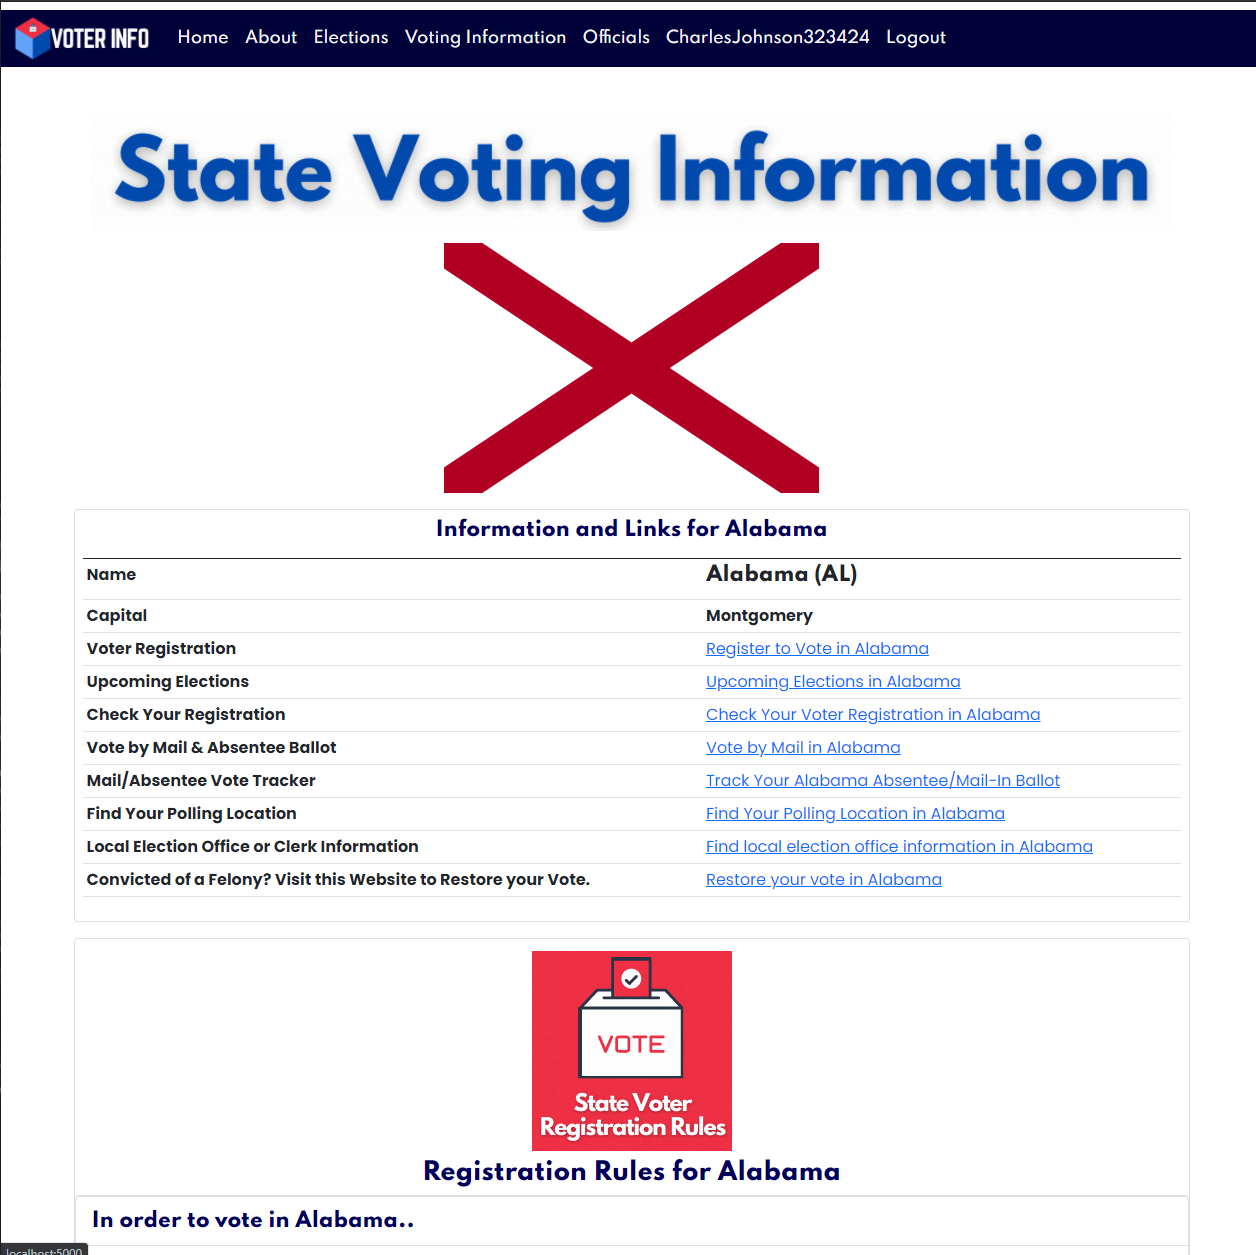 VOTER INFO Home About Elections Voting Information Officials CharlesJohnson323424 Logout
State Voting Information
Information and Links for Alabama
Name Alabama (AL)
Capital Montgomery
Voter Registration Register to Vote in Alabama
Upcoming Elections Upcoming Elections in Alabama
Check Your Registration Check Your Voter Registration in Alabama
Vote by Mail & Absentee Ballot Vote by Mail in Alabama
Mail/Absentee Vote Tracker Track Your Alabama Absentee/Mail-In Ballot
Find Your Polling Location Find Your Polling Location in Alabama
Local Election Office or Clerk Information Find local election office information in Alabama
Convicted of a Felony? Visit this Website to Restore your Vote. Restore your vote in Alabama
VOTE
State Voter
Registration Rules
Registration Rules for Alabama
In order to vote in Alabama..
localhost:5000